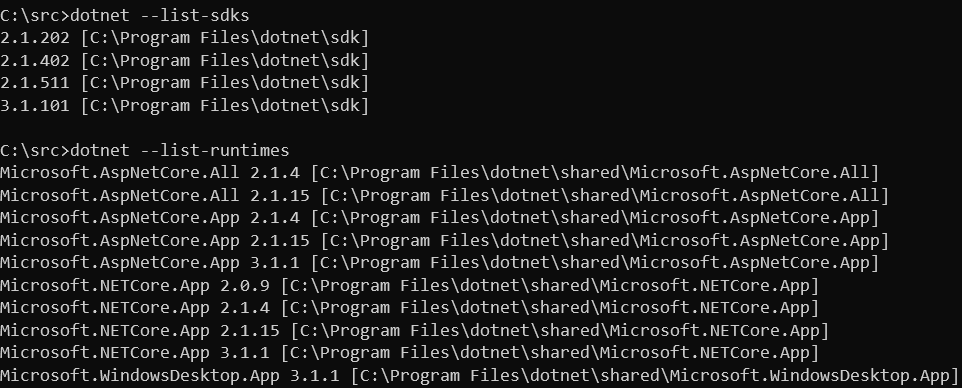 C:\src>dotnet --list-sdks
2.1.202 [C:\Program Files\dotnet\sdk]
2.1.402 [C:\Program Files\dotnet\sdk]
2.1.511 [C:\Program Files\dotnet\sdk]
3.1.101 [C:\Program Files\dotnet\sdk]
C:\src>dotnet --list-runtimes
Microsoft.AspNetCore.All 2.1.4 [C:\Program Files\dotnet\shared\Microsoft.AspNetCore.All]
Microsoft.AspNetCore.All 2.1.15 [C:\Program Files\dotnet\shared\Microsoft.AspNetCore.All]
Microsoft.AspNetCore.App 2.1.4 [C:\Program Files\dotnet\shared\Microsoft.AspNetCore.App]
Microsoft.AspNetCore.App 2.1.15 [C:\Program Files\dotnet\shared\Microsoft.AspNetCore.App]
Microsoft.AspNetCore.App 3.1.1 [C:\Program Files\dotnet\shared\Microsoft.AspNetCore.App]
Microsoft.NETCore.App 2.0.9 [C:\Program Files\dotnet\shared\Microsoft.NETCore.App]
Microsoft.NETCore.App 2.1.4 [C:\Program Files\dotnet\shared\Microsoft.NETCore.App]
Microsoft.NETCore.App 2.1.15 [C:\Program Files\dotnet\shared\Microsoft.NETCore.App]
Microsoft.NETCore.App 3.1.1 [C:\Program Files\dotnet\shared\Microsoft.NETCore.App]
Microsoft.WindowsDesktop.App 3.1.1 [C:\Program Files\dotnet\shared\Microsoft.WindowsDesktop.App]